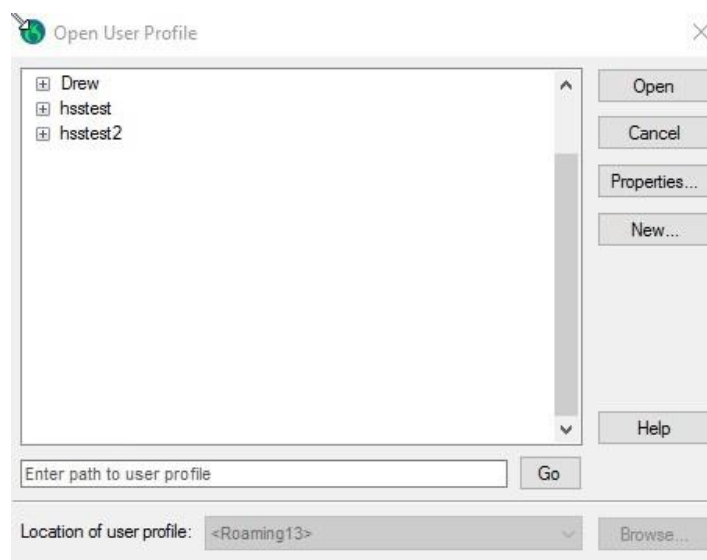 Open User Profile
Drew
hsstest
hsstest2
Open
Cancel
Properties...
New...
Help
Enter path to user profile
Go
Location of user profile:
<Roaming13>
Browse...